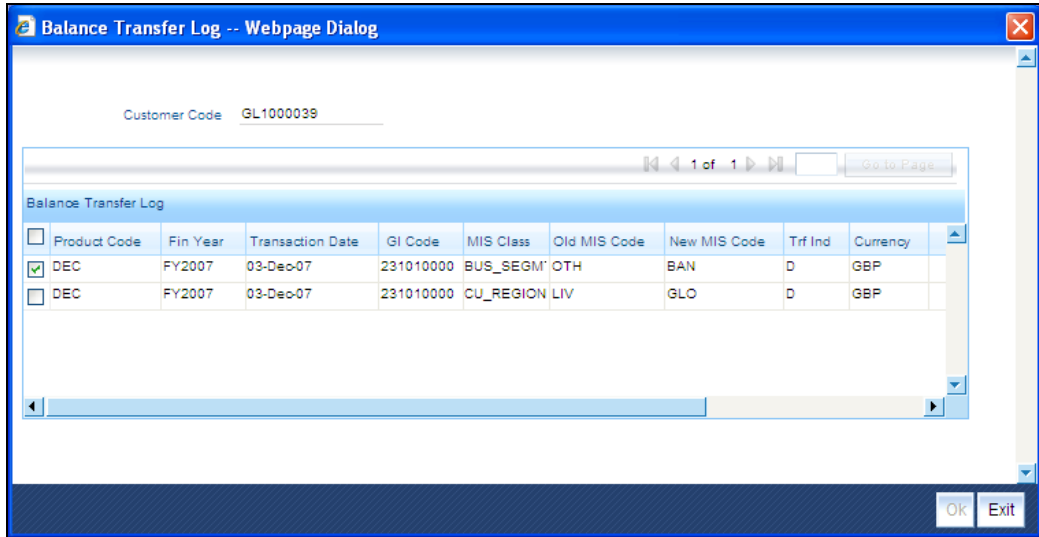 Balance Transfer Log -- Webpage Dialog
Customer Code GL1000039
1 of 1 Go to Page
Balance Transfer Log
Product Code Fin Year Transaction Date Gl Code MIS Class Old MIS Code New MIS Code Trf Ind Currency
DEC FY2007 03-Dec-07 231010000 BUS_SEGM OTH BAN D GBP
DEC FY2007 03-Dec-07 231010000 CU_REGION LIV GLO D GBP
Ok Exit